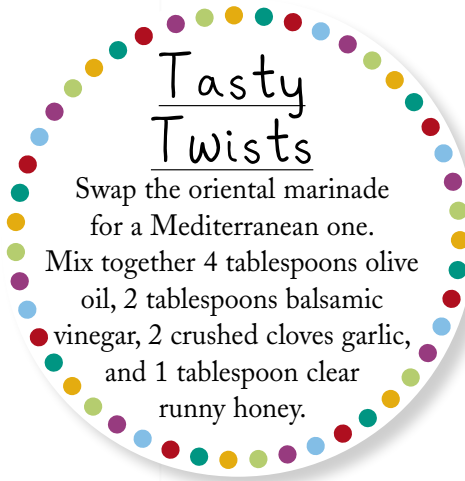 Tasty
Twists
Swap the oriental marinade
for a Mediterranean one.
Mix together 4 tablespoons olive
oil, 2 tablespoons balsamic
vinegar, 2 crushed cloves garlic,
and 1 tablespoon clear
runny honey.